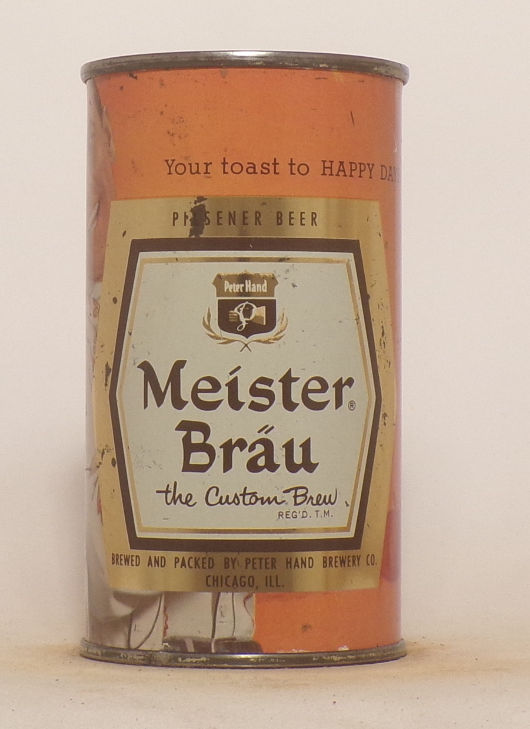 Your toast to HAPPY
PILSENER BEER
Peter Hand
Meister®
Bräu
the Custom Brew
REG'D. T.M.
BREWED AND PACKED BY PETER HAND BREWERY CO.
CHICAGO, ILL.